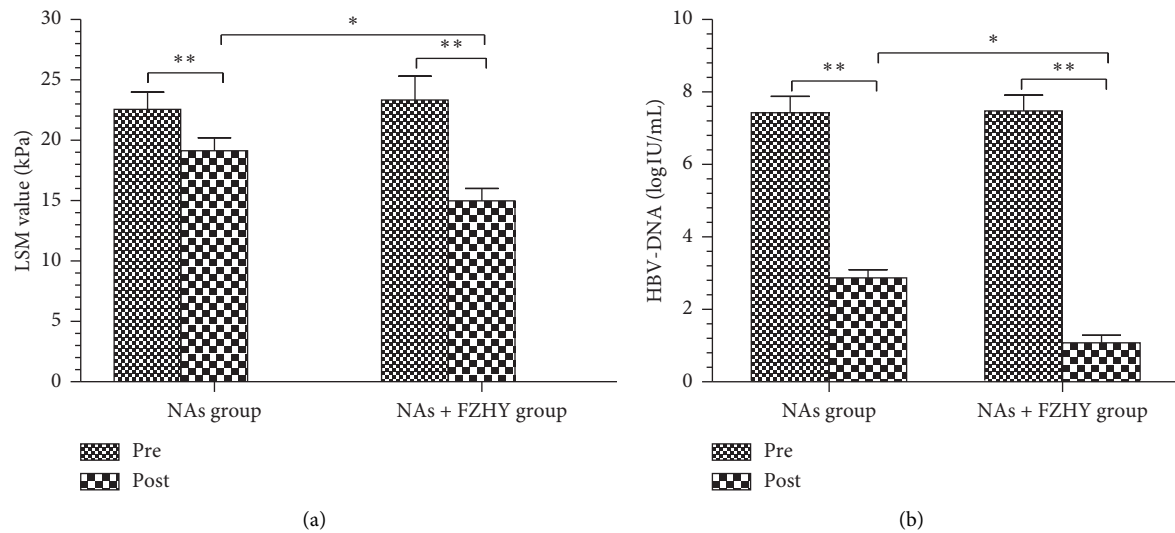 30
25
20
15
10
5
0
LSM value (kPa)
*
**
**
NAs group
NAs + FZHY group
Pre
Post
(a)
10
8
6
4
2
0
HBV-DNA (logIU/mL)
*
**
**
NAs group
NAs + FZHY group
Pre
Post
(b)